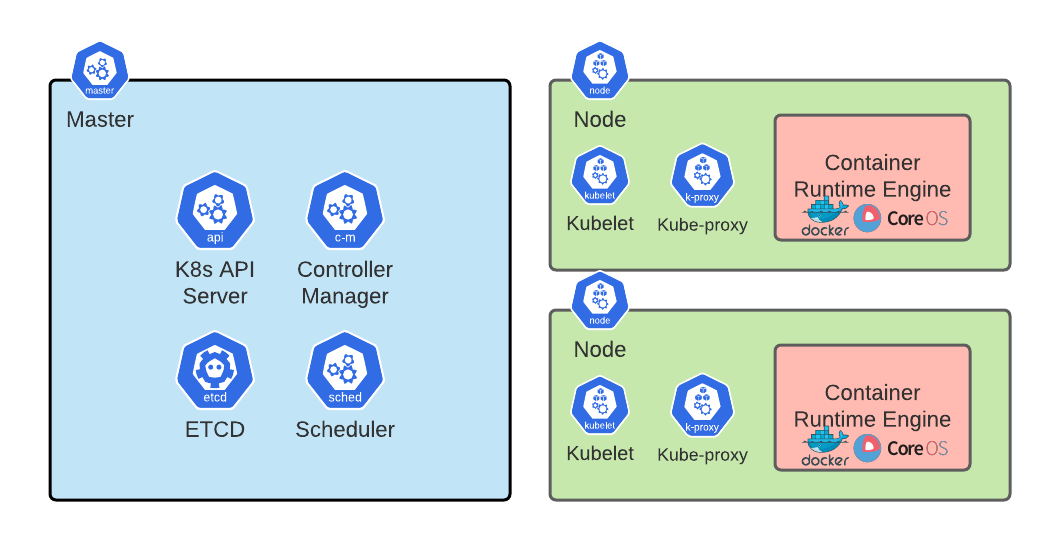 master
Master
api
K8s API
Server
c-m
Controller
Manager
etcd
ETCD
sched
Scheduler
node
Node
kubelet
Kubelet
k-proxy
Kube-proxy
Container
Runtime Engine
docker
CoreOS
node
Node
kubelet
Kubelet
k-proxy
Kube-proxy
Container
Runtime Engine
docker
CoreOS